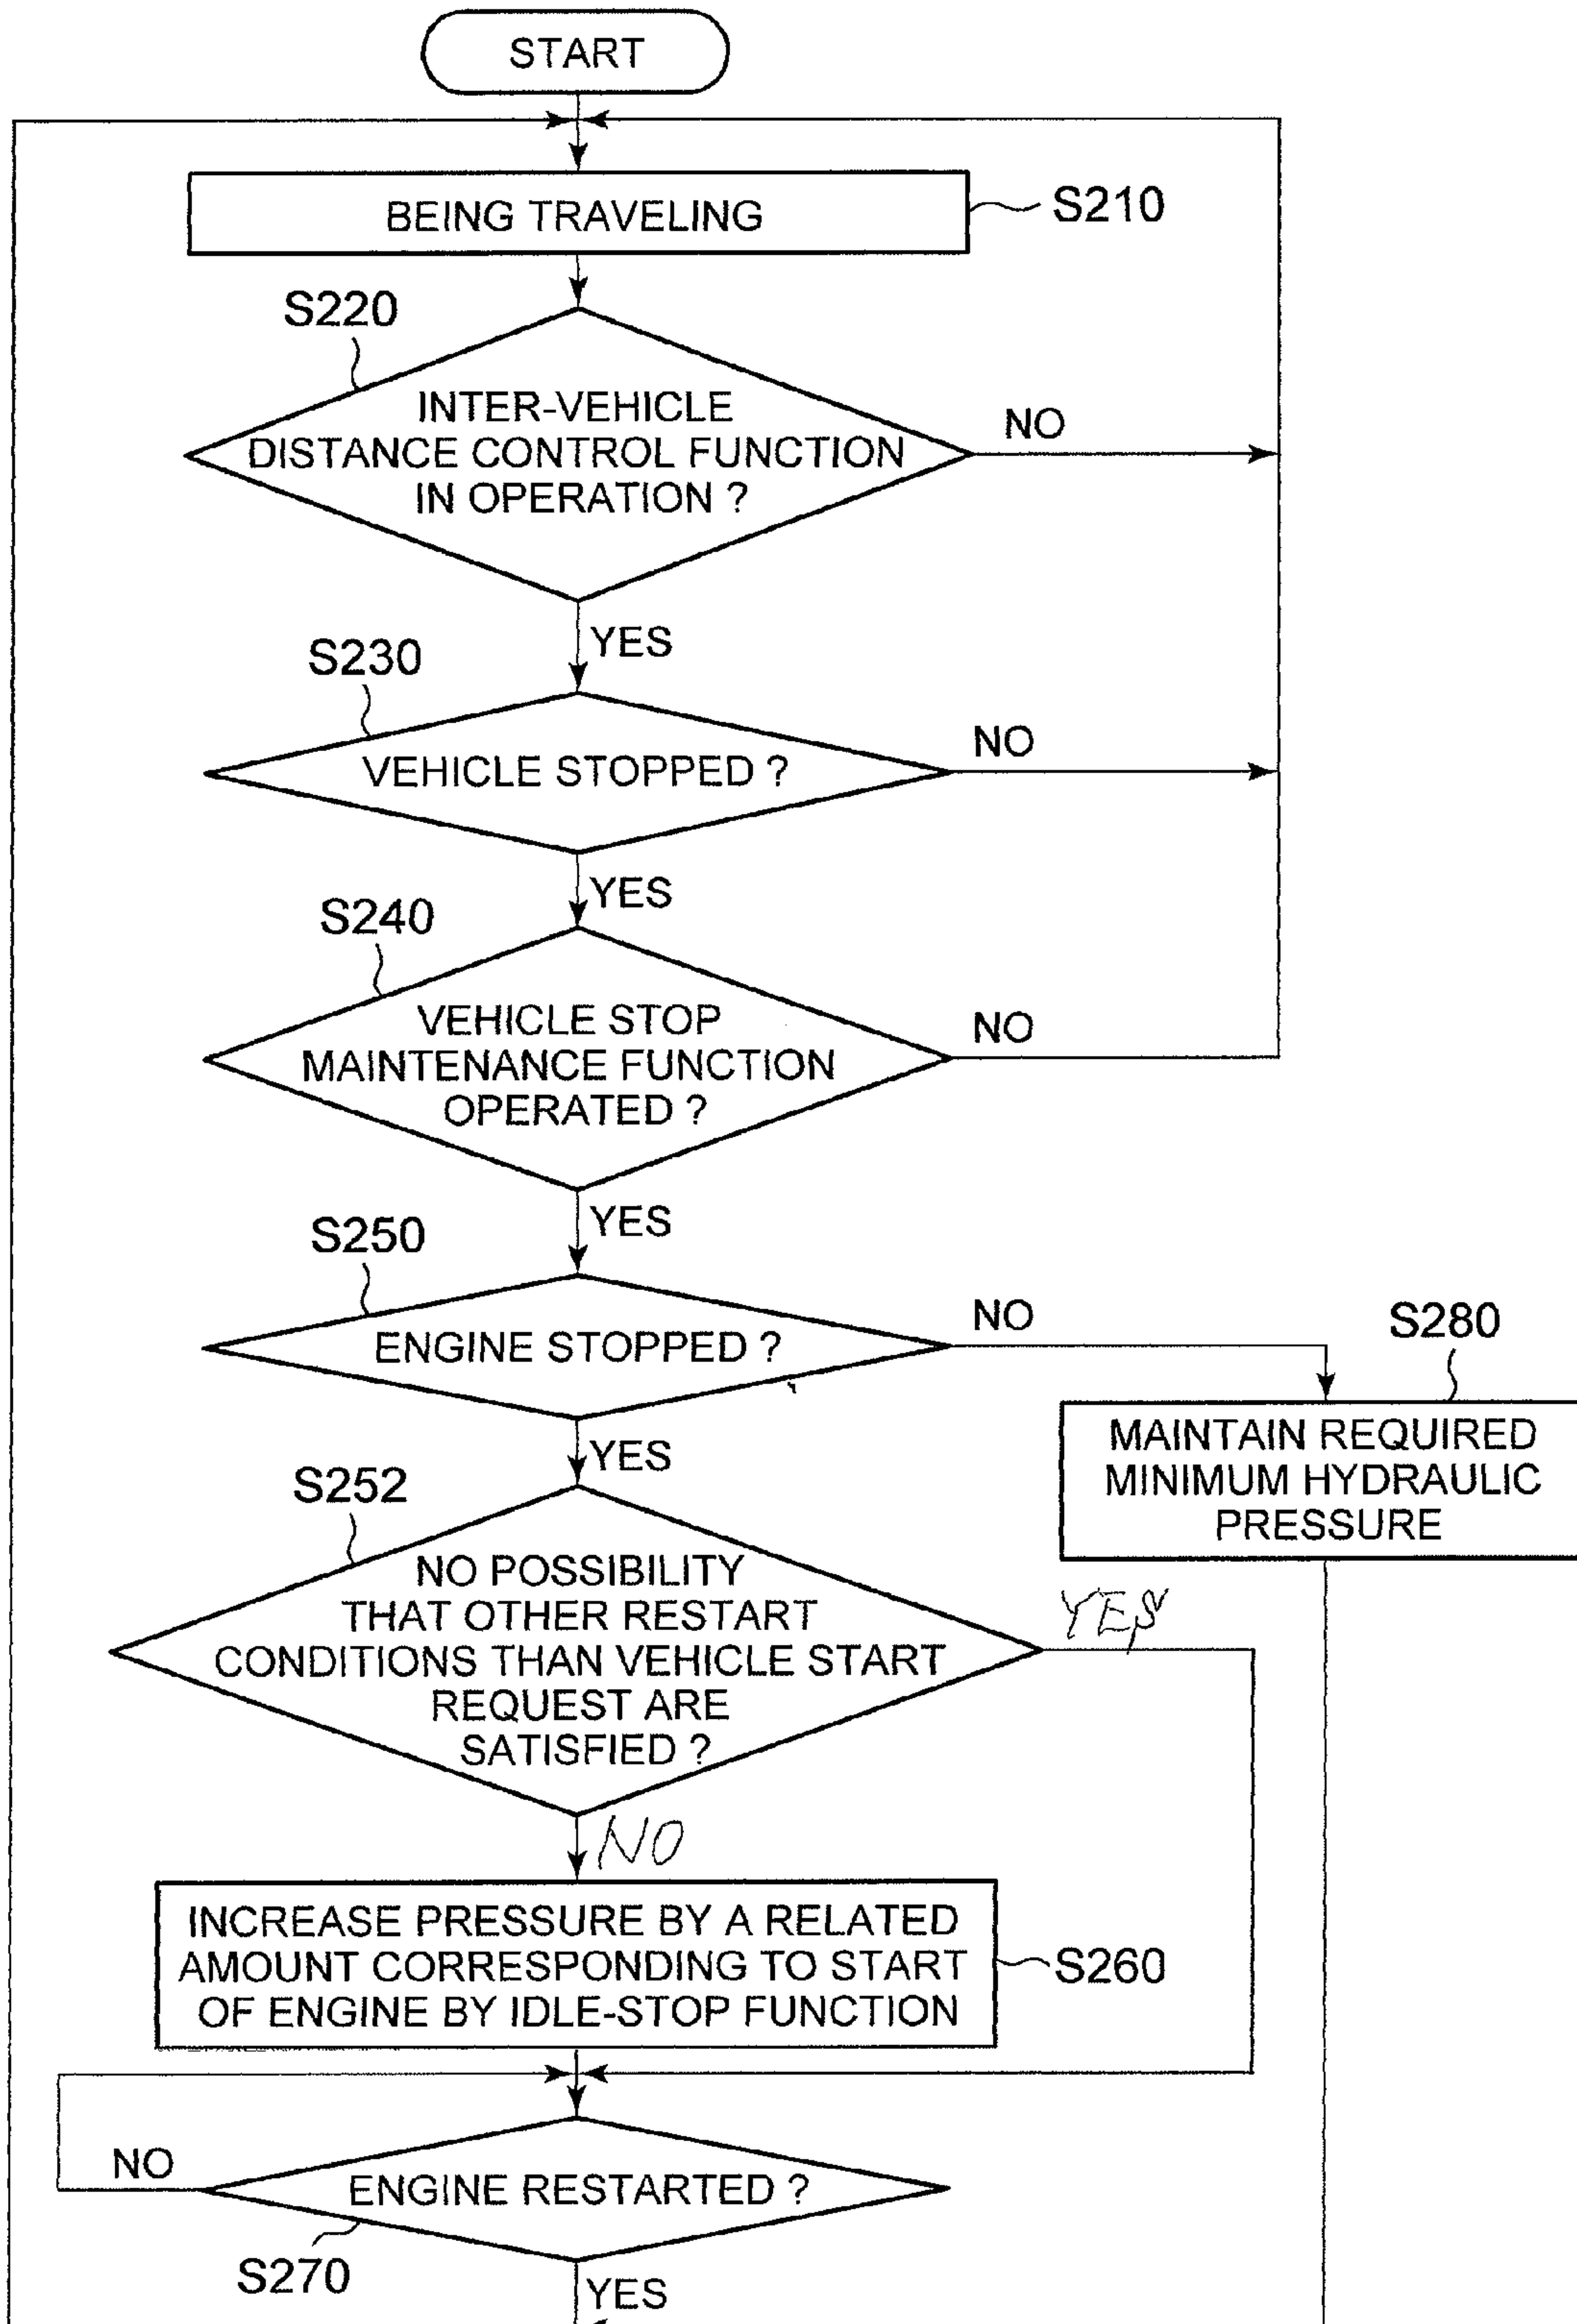 START
BEING TRAVELING
S210
S220
INTER-VEHICLE
DISTANCE CONTROL FUNCTION
IN OPERATION ?
NO
YES
S230
VEHICLE STOPPED ?
NO
YES
S240
VEHICLE STOP
MAINTENANCE FUNCTION
OPERATED ?
NO
YES
S250
ENGINE STOPPED ?
NO
S280
MAINTAIN REQUIRED
MINIMUM HYDRAULIC
PRESSURE
YES
S252
NO POSSIBILITY
THAT OTHER RESTART
CONDITIONS THAN VEHICLE START
REQUEST ARE
SATISFIED ?
YES
NO
INCREASE PRESSURE BY A RELATED
AMOUNT CORRESPONDING TO START
OF ENGINE BY IDLE-STOP FUNCTION
S260
NO
ENGINE RESTARTED ?
S270
YES